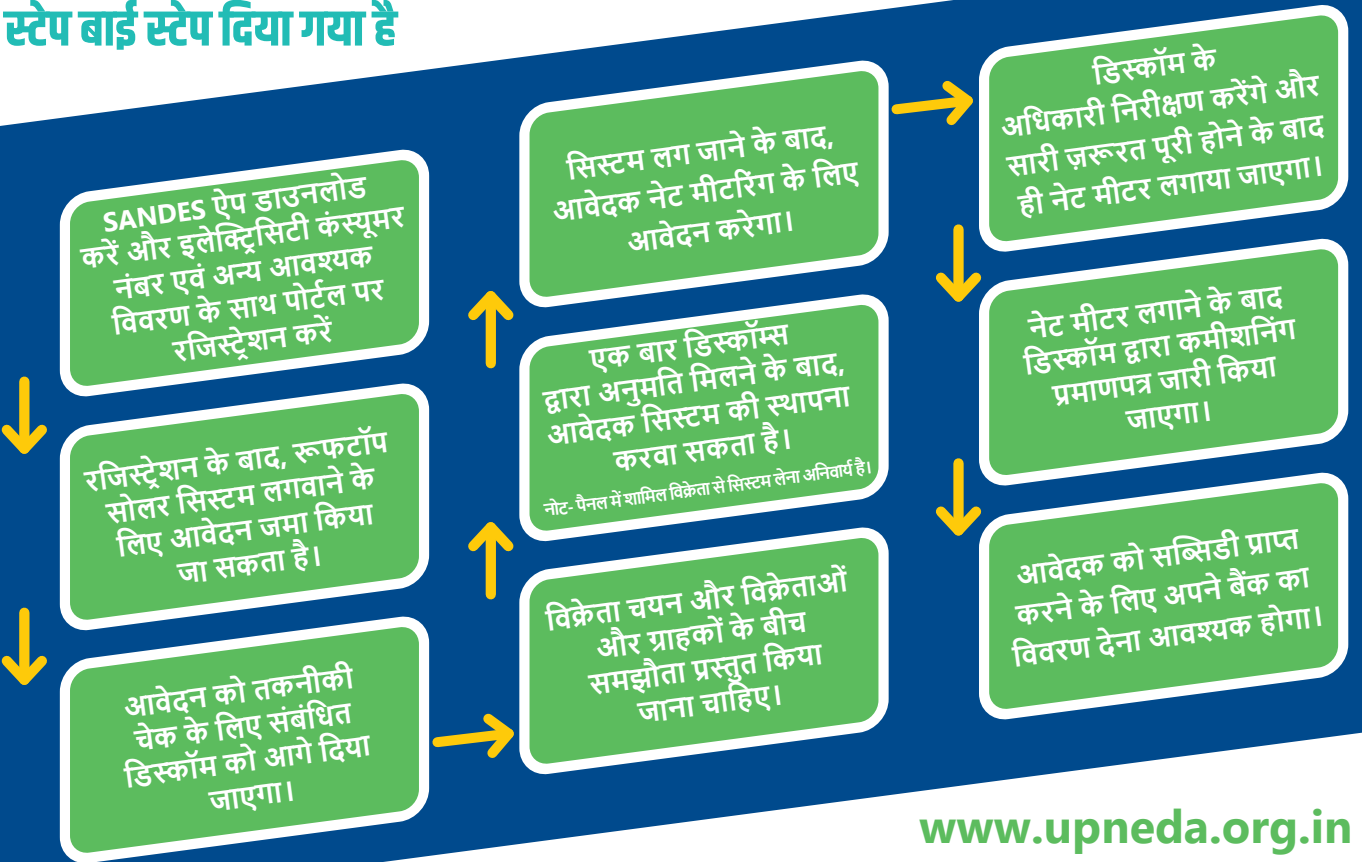 स्टेप बाई स्टेप दिया गया है
SANDES ऐप डाउनलोड
करें और इलेक्ट्रिसिटी कंस्यूमर
नंबर एवं अन्य आवश्यक
विवरण के साथ पोर्टल पर
रजिस्ट्रेशन करें
रजिस्ट्रेशन के बाद, रूफटॉप
सोलर सिस्टम लगवाने के
लिए आवेदन जमा किया
जा सकता है।
आवेदन को तकनीकी
चेक के लिए संबंधित
डिस्कॉम को आगे दिया
जाएगा।
विक्रेता चयन और विक्रेताओं
और ग्राहकों के बीच
समझौता प्रस्तुत किया
जाना चाहिए।
एक बार डिस्कॉम्स
द्वारा अनुमति मिलने के बाद,
आवेदक सिस्टम की स्थापना
करवा सकता है।
नोट- पैनल में शामिल विक्रेता से सिस्टम लेना अनिवार्य है।
सिस्टम लग जाने के बाद,
आवेदक नेट मीटरिंग के लिए
आवेदन करेगा।
डिस्कॉम के
अधिकारी निरीक्षण करेंगे और
सारी ज़रूरत पूरी होने के बाद
ही नेट मीटर लगाया जाएगा।
नेट मीटर लगाने के बाद
डिस्कॉम द्वारा कमीशनिंग
प्रमाणपत्र जारी किया
जाएगा।
आवेदक को सब्सिडी प्राप्त
करने के लिए अपने बैंक का
विवरण देना आवश्यक होगा।
www.upneda.org.in